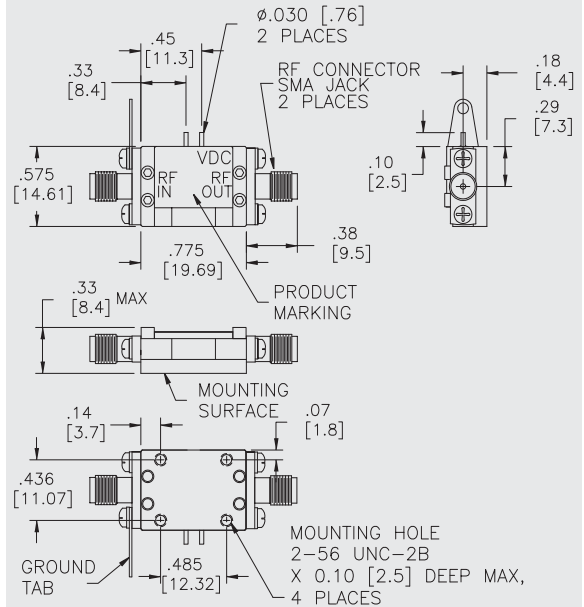 ø.030 [.76]
2 PLACES
.45
[11.3]
.33
[8.4]
RF CONNECTOR
SMA JACK
2 PLACES
.18
[4.4]
.29
[7.3]
.10
[2.5]
VDC
RF
IN
RF
OUT
.575
[14.61]
.775
[19.69]
.38
[9.5]
PRODUCT
MARKING
.33
[8.4] MAX
MOUNTING
SURFACE
.14
[3.7]
.07
[1.8]
.436
[11.07]
GROUND
TAB
.485
[12.32]
MOUNTING HOLE
2-56 UNC-2B
X 0.10 [2.5] DEEP MAX,
4 PLACES